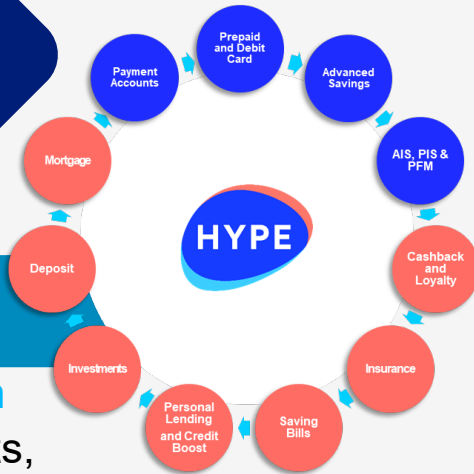 Prepaid
and Debit
Card
Advanced
Savings
AIS, PIS &
PFM
Cashback
and
Loyalty
Insurance
Saving
Bills
Personal
Lending
and Credit
Boost
Investments
Deposit
Mortgage
Payment
Accounts
HYPE